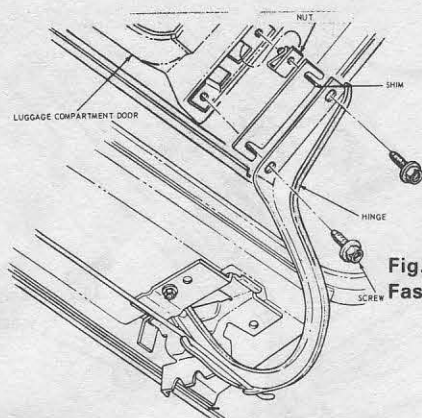 NUT
SHIM
LUGGAGE COMPARTMENT DOOR
HINGE
Fig.
SCREW
Fas